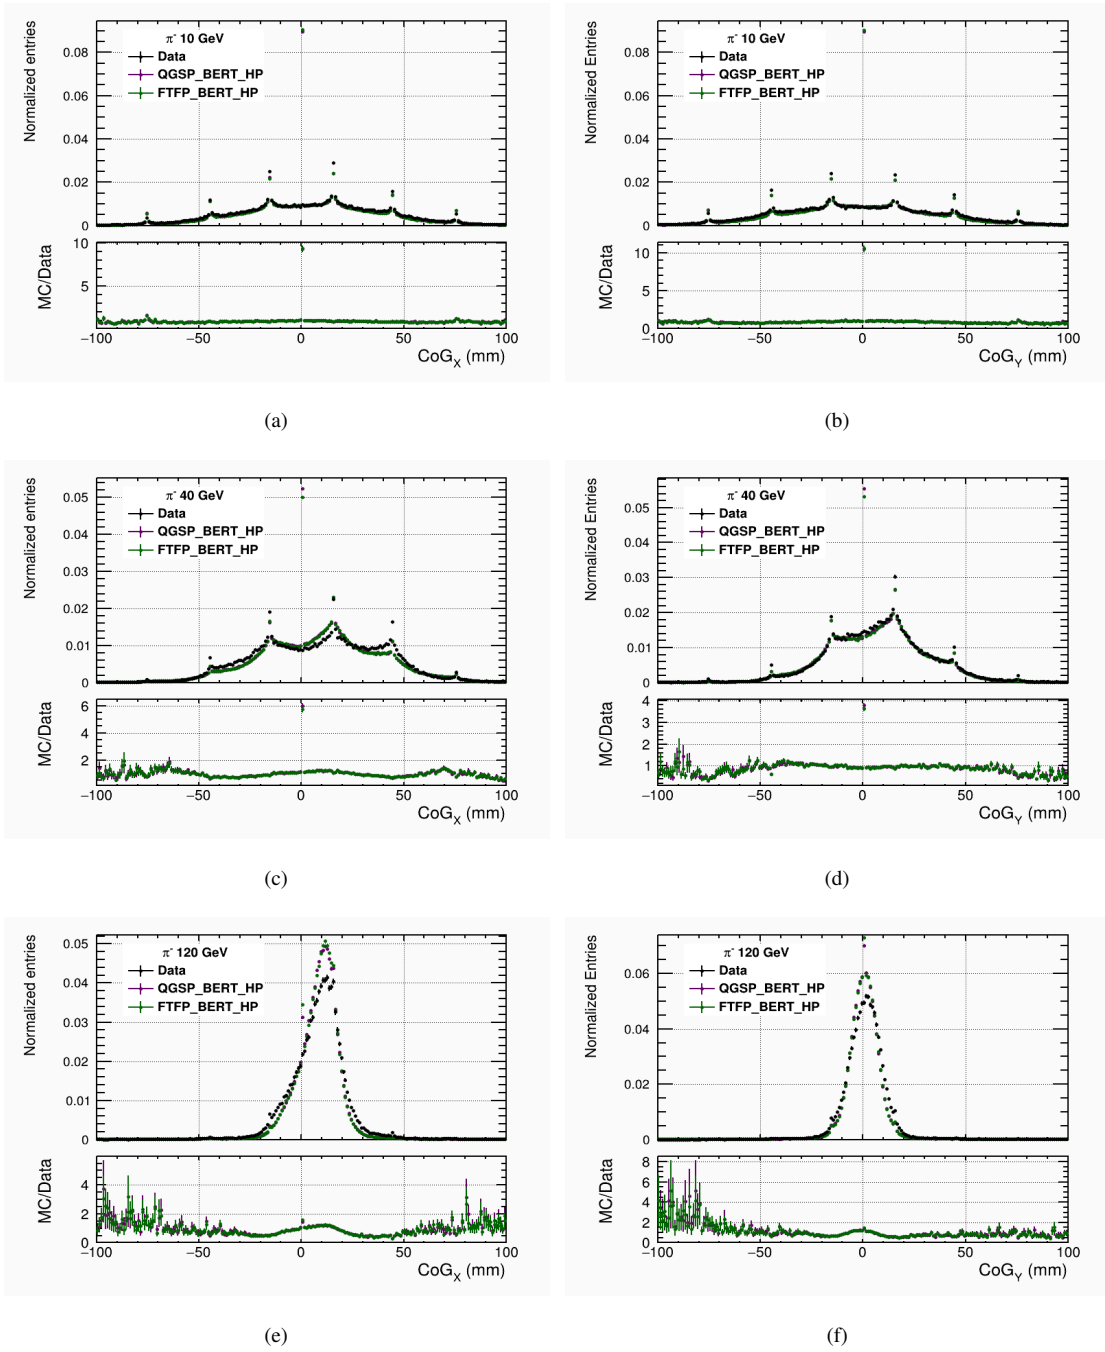 Normalized entries
π⁻ 10 GeV
Data
QGSP_BERT_HP
FTFP_BERT_HP
0.08
0.06
0.04
0.02
0
MC/Data
10
5
−100 −50 0 50 100
CoG_X (mm)
(a)
Normalized Entries
π⁻ 10 GeV
Data
QGSP_BERT_HP
FTFP_BERT_HP
0.08
0.06
0.04
0.02
0
MC/Data
10
5
0
−100 −50 0 50 100
CoG_Y (mm)
(b)
Normalized entries
π⁻ 40 GeV
Data
QGSP_BERT_HP
FTFP_BERT_HP
0.05
0.04
0.03
0.02
0.01
0
MC/Data
6
4
2
−100 −50 0 50 100
CoG_X (mm)
(c)
Normalized Entries
π⁻ 40 GeV
Data
QGSP_BERT_HP
FTFP_BERT_HP
0.05
0.04
0.03
0.02
0.01
0
MC/Data
4
3
2
1
−100 −50 0 50 100
CoG_Y (mm)
(d)
Normalized entries
π⁻ 120 GeV
Data
QGSP_BERT_HP
FTFP_BERT_HP
0.05
0.04
0.03
0.02
0.01
0
MC/Data
6
4
2
0
−100 −50 0 50 100
CoG_X (mm)
(e)
Normalized Entries
π⁻ 120 GeV
Data
QGSP_BERT_HP
FTFP_BERT_HP
0.06
0.04
0.02
0
MC/Data
8
6
4
2
0
−100 −50 0 50 100
CoG_Y (mm)
(f)